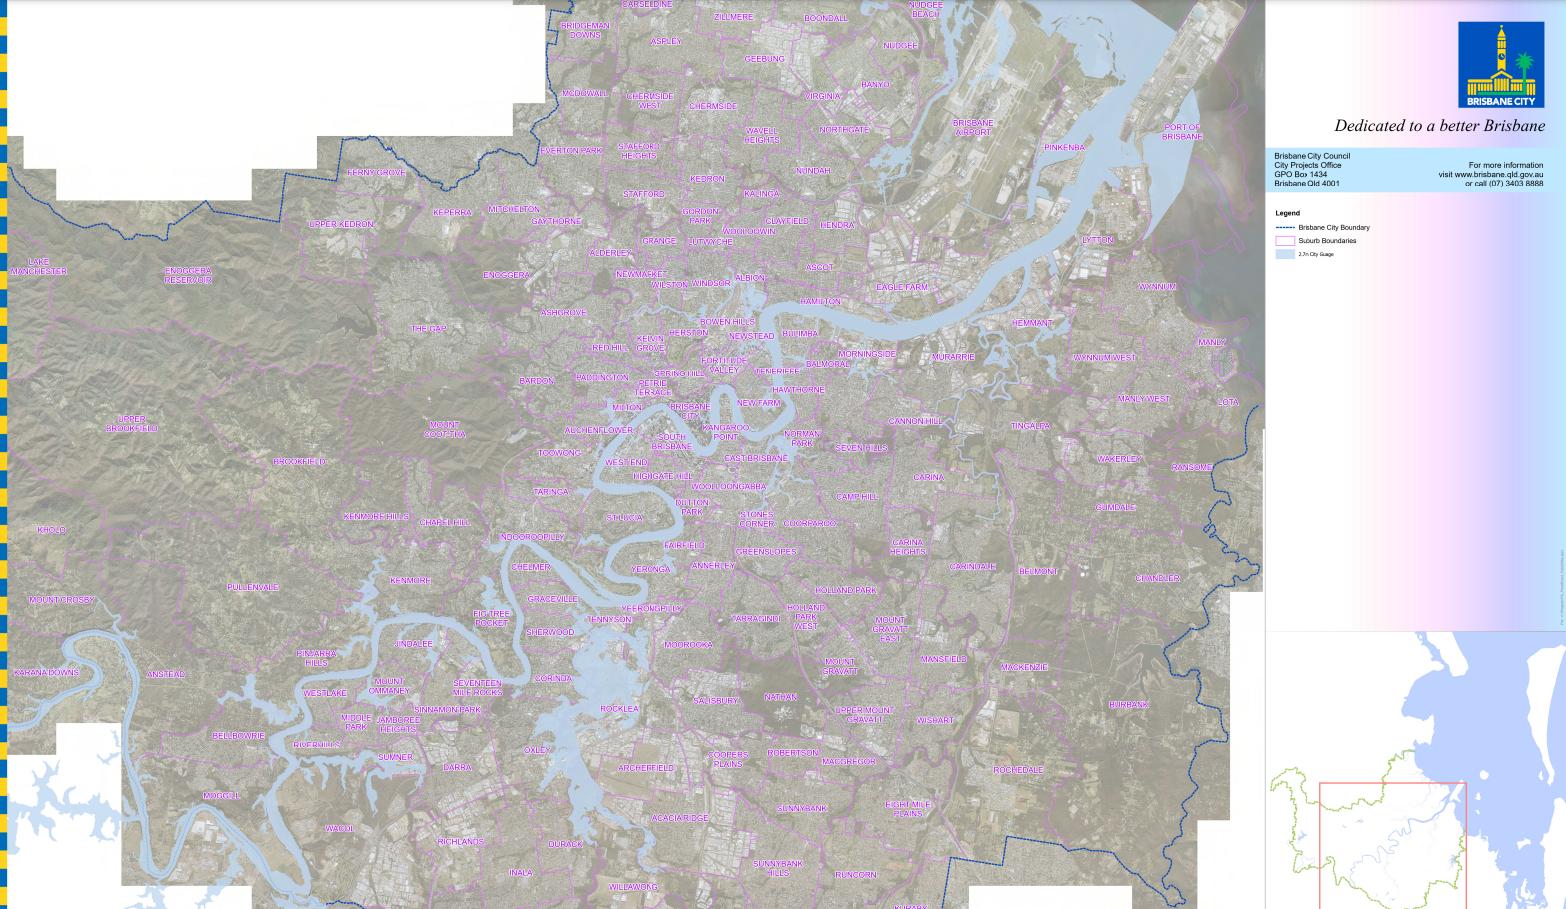 CARSELDINE
ZILLMERE
BOONDALL
NUDGEE
BEACH
BRIDGEMAN
DOWNS
ASPLEY
GEEBUNG
NUDGEE
MCDOWALL
CHERMSIDE
WEST
CHERMSIDE
VIRGINIA
BANYO
EVERTON PARK
STAFFORD
HEIGHTS
WAVELL
HEIGHTS
NORTHGATE
BRISBANE
AIRPORT
PINKENBA
PORT OF
BRISBANE
FERNY GROVE
KEDRON
NUNDAH
STAFFORD
KALINGA
UPPER KEDRON
KEPERRA
MITCHELTON
GAYTHORNE
GORDON
PARK
CLAYFIELD
HENDRA
WOOLOOWIN
GRANGE
LUTWYCHE
LYTTON
ALDERLEY
LAKE
MANCHESTER
ENOGGERA
RESERVOIR
ENOGGERA
NEWMARKET
WILSTON
WINDSOR
ALBION
ASCOT
EAGLE FARM
WYNNUM
HAMILTON
ASHGROVE
THE GAP
BOWEN HILLS
HERSTON
NEWSTEAD
BULIMBA
HEMMANT
KELVIN
GROVE
RED HILL
MORNINGSIDE
MURARRIE
WYNNUM WEST
MANLY
FORTITUDE
VALLEY
BALMORAL
TENERIFFE
SPRING HILL
BARDON
PADDINGTON
PETRIE
TERRACE
HAWTHORNE
MANLY WEST
LOTA
MILTON
BRISBANE
CITY
NEW FARM
UPPER
BROOKFIELD
MOUNT
COOT-THA
AUCHENFLOWER
KANGAROO
POINT
NORMAN
PARK
CANNON HILL
TINGALPA
SOUTH
BRISBANE
TOOWONG
SEVEN HILLS
BROOKFIELD
WEST END
EAST BRISBANE
WAKERLEY
RANSOME
HIGHGATE HILL
CARINA
TARINGA
WOOLLOONGABBA
CAMP HILL
KENMORE HILLS
CHAPEL HILL
ST LUCIA
DUTTON
PARK
STONES
CORNER
COORPAROO
GUMDALE
KHOLO
NDOOROOPILLY
FAIRFIELD
GREENSLOPES
CARINA
HEIGHTS
CHELMER
YERONGA
ANNERLEY
CARINDALE
BELMONT
CHANDLER
PULLENVALE
KENMORE
HOLLAND PARK
MOUNT CROSBY
GRACEVILLE
YEERONGPILLY
FIG TREE
POCKET
TENNYSON
TARRAGINDI
HOLLAND
PARK
WEST
MOUNT
GRAVATT
EAST
SHERWOOD
JINDALEE
MOOROOKA
PINJARRA
HILLS
MOUNT
GRAVATT
MANSFIELD
MACKENZIE
KARANA DOWNS
ANSTEAD
CORINDA
WESTLAKE
MOUNT
OMMANEY
SEVENTEEN
MILE ROCKS
SALISBURY
NATHAN
ROCKLEA
SINNAMON PARK
MIDDLE
PARK
JAMBOREE
HEIGHTS
UPPER MOUNT
GRAVATT
WISHART
BURBANK
BELLBOWRIE
RIVERHILLS
SUMNER
OXLEY
DARRA
ARCHERFIELD
COOPERS
PLAINS
ROBERTSON
MACGREGOR
ROCHEDALE
MOGGILL
SUNNYBANK
EIGHT MILE
PLAINS
WACOL
ACACIA RIDGE
RICHLANDS
DURACK
INALA
SUNNYBANK
HILLS
RUNCORN
WILLAWONG
KURABY
BRISBANE CITY
Dedicated to a better Brisbane
Brisbane City Council
City Projects Office
GPO Box 1434
Brisbane Qld 4001
For more information
visit www.brisbane.qld.gov.au
or call (07) 3403 8888
Legend
Brisbane City Boundary
Suburb Boundaries
2.7m City Guage